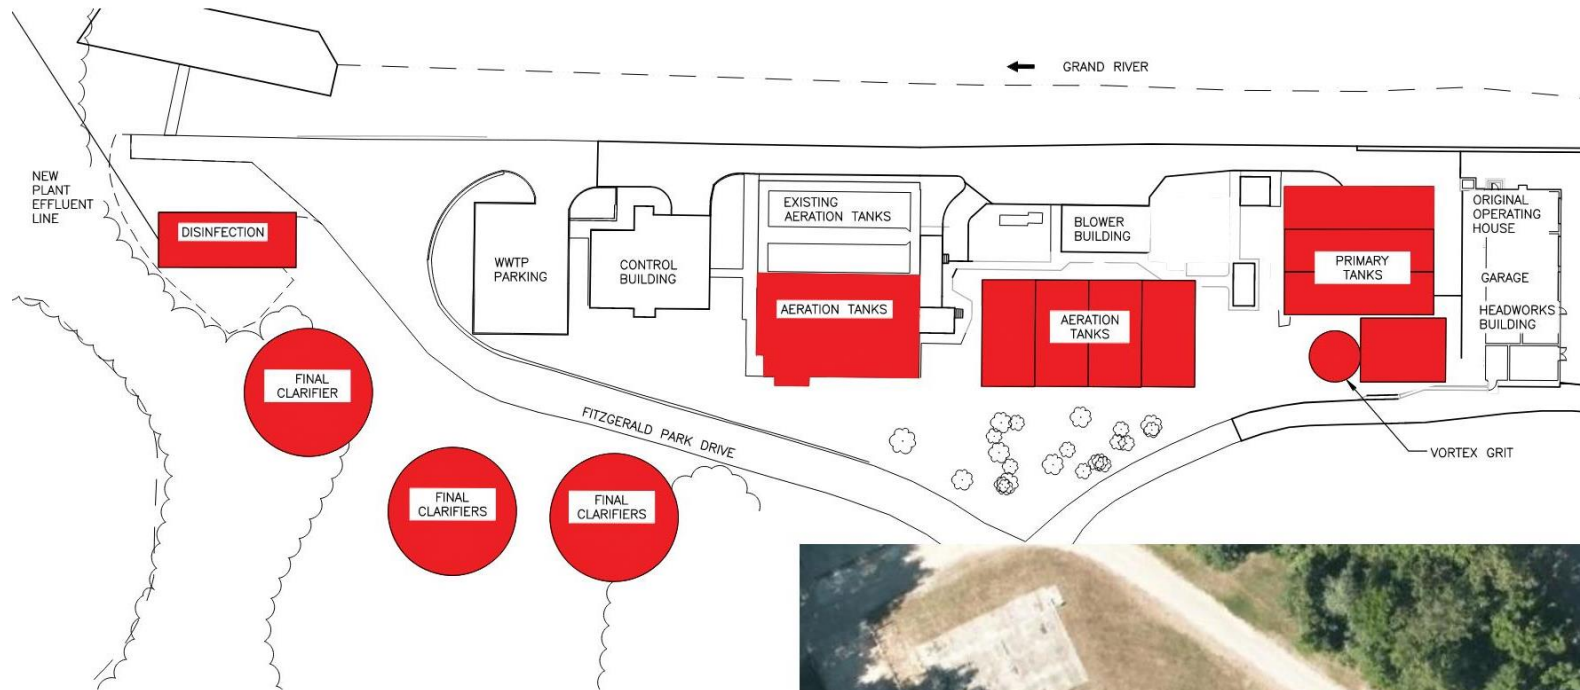 GRAND RIVER
NEW
PLANT
EFFLUENT
LINE
DISINFECTION
WWTP
PARKING
CONTROL
BUILDING
EXISTING
AERATION TANKS
AERATION TANKS
BLOWER
BUILDING
AERATION
TANKS
PRIMARY
TANKS
ORIGINAL
OPERATING
HOUSE
GARAGE
HEADWORKS
BUILDING
VORTEX GRIT
FINAL
CLARIFIER
FITZGERALD PARK DRIVE
FINAL
CLARIFIERS
FINAL
CLARIFIERS